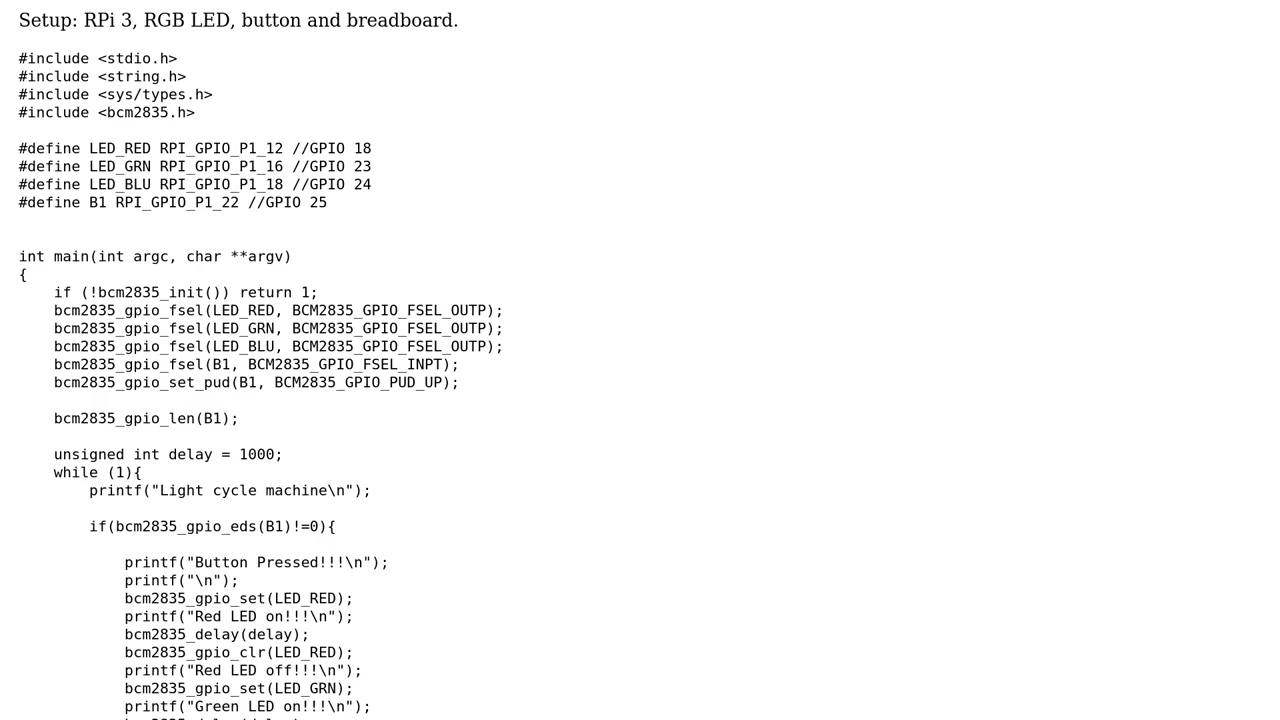 Setup: RPi 3, RGB LED, button and breadboard.
#include <stdio.h>
#include <string.h>
#include <sys/types.h>
#include <bcm2835.h>
#define LED_RED RPI_GPIO_P1_12 //GPIO 18
#define LED_GRN RPI_GPIO_P1_16 //GPIO 23
#define LED_BLU RPI_GPIO_P1_18 //GPIO 24
#define B1 RPI_GPIO_P1_22 //GPIO 25
int main(int argc, char **argv)
{
    if (!bcm2835_init()) return 1;
    bcm2835_gpio_fsel(LED_RED, BCM2835_GPIO_FSEL_OUTP);
    bcm2835_gpio_fsel(LED_GRN, BCM2835_GPIO_FSEL_OUTP);
    bcm2835_gpio_fsel(LED_BLU, BCM2835_GPIO_FSEL_OUTP);
    bcm2835_gpio_fsel(B1, BCM2835_GPIO_FSEL_INPT);
    bcm2835_gpio_set_pud(B1, BCM2835_GPIO_PUD_UP);
    bcm2835_gpio_len(B1);
    unsigned int delay = 1000;
    while (1){
        printf("Light cycle machine\n");
        if(bcm2835_gpio_eds(B1)!=0){
            printf("Button Pressed!!!\n");
            printf("\n");
            bcm2835_gpio_set(LED_RED);
            printf("Red LED on!!!\n");
            bcm2835_delay(delay);
            bcm2835_gpio_clr(LED_RED);
            printf("Red LED off!!!\n");
            bcm2835_gpio_set(LED_GRN);
            printf("Green LED on!!!\n");